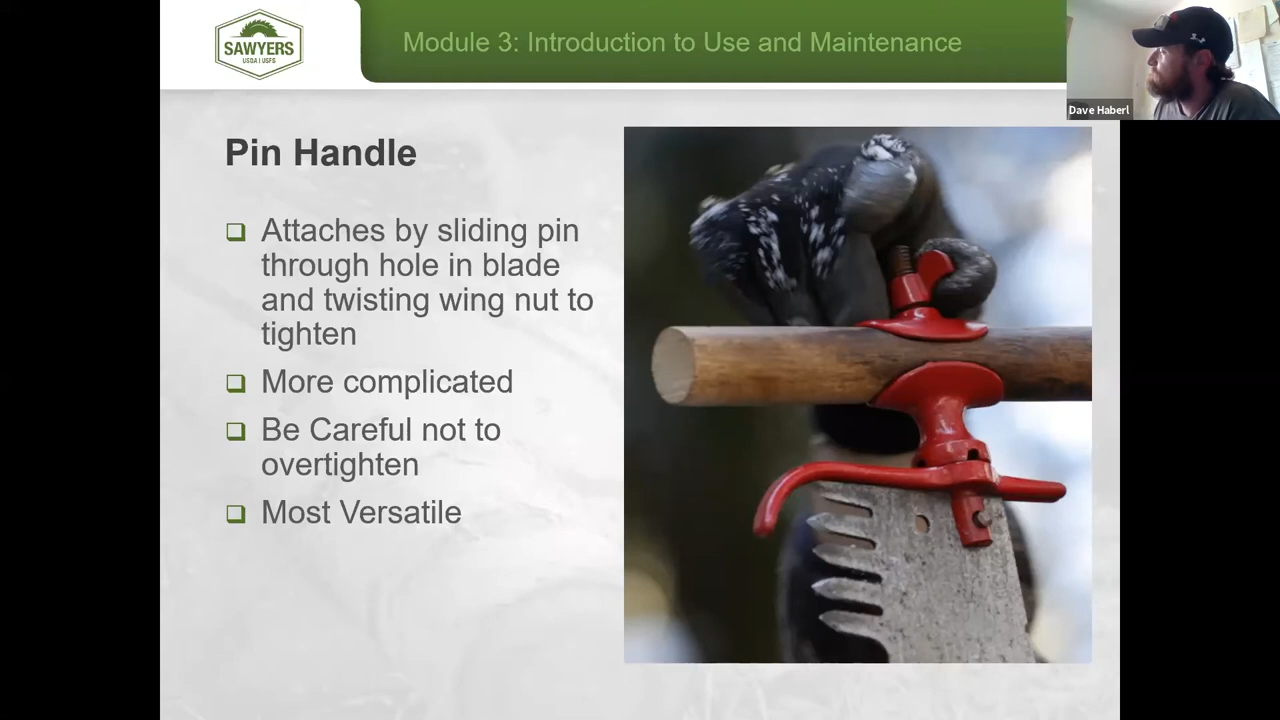 SAWYERS
USDA | USFS
Module 3: Introduction to Use and Maintenance
Dave Haberl
Pin Handle
Attaches by sliding pin
through hole in blade
and twisting wing nut to
tighten
More complicated
Be Careful not to
overtighten
Most Versatile